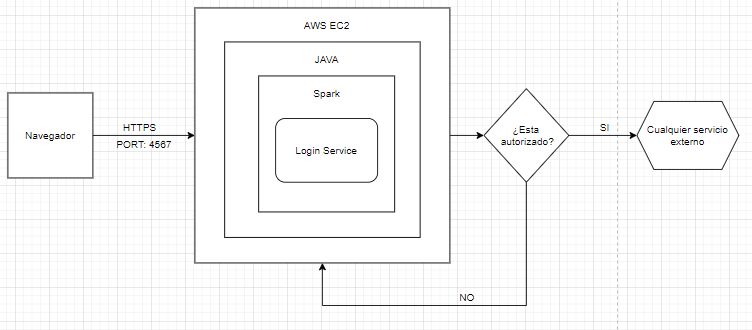 AWS EC2
JAVA
Spark
Login Service
Navegador
HTTPS
PORT: 4567
¿Esta
autorizado?
SI
Cualquier servicio
externo
NO